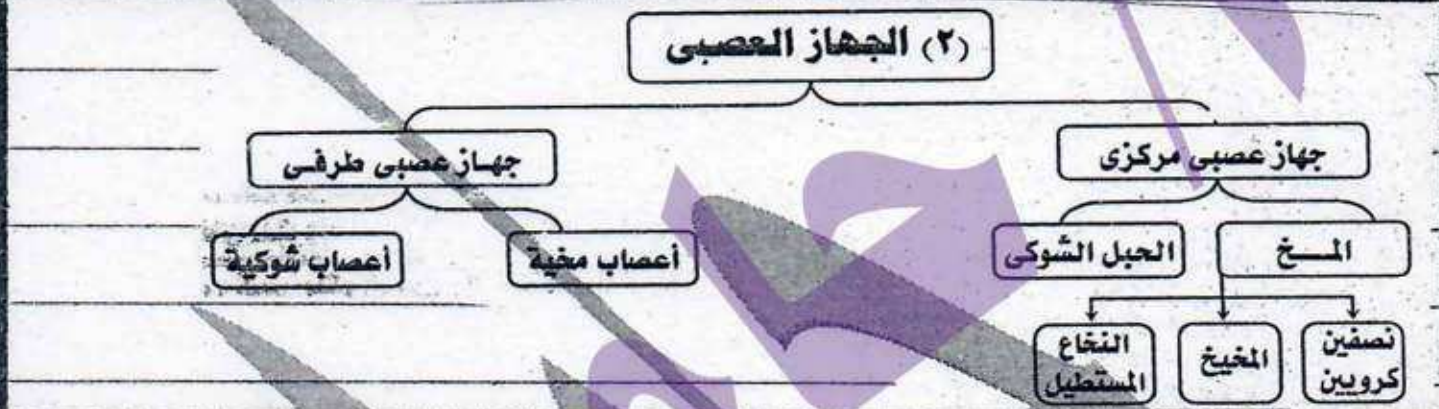 (٢) الجهاز العصبى
جهاز عصبى مركزى
جهاز عصبى طرفى
المــخ
الحبل الشوكى
أعصاب مخية
أعصاب شوكية
نصفين
كرويين
المخيخ
النخاع
المستطيل